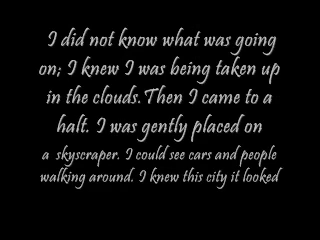 I did not know what was going
on; I knew I was being taken up
in the clouds.Then I came to a
halt. I was gently placed on
a skyscraper. I could see cars and people
walking around. I knew this city it looked